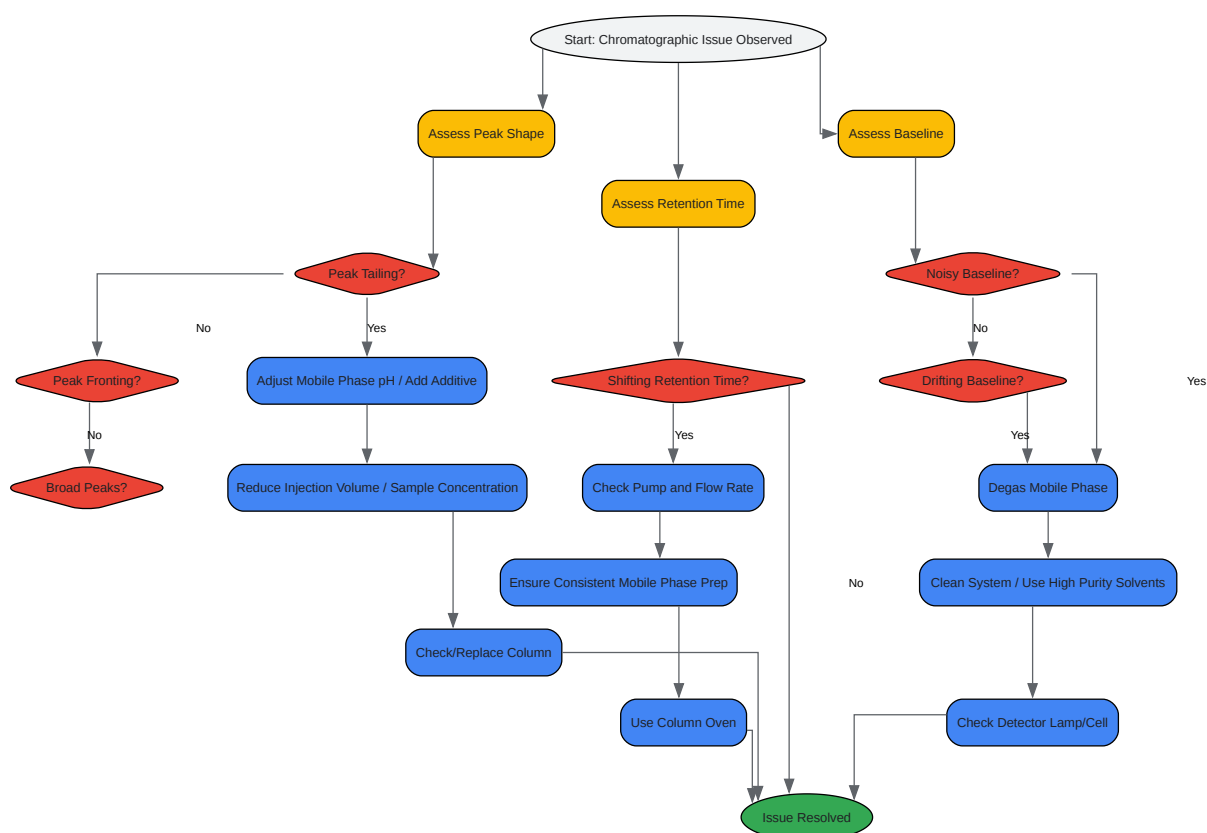 Start: Chromatographic Issue Observed
Assess Peak Shape
Assess Baseline
Assess Retention Time
Peak Tailing?
Noisy Baseline?
No
Yes
No
Peak Fronting?
Adjust Mobile Phase pH / Add Additive
Shifting Retention Time?
Drifting Baseline?
Yes
No
Yes
Yes
Broad Peaks?
Reduce Injection Volume / Sample Concentration
Check Pump and Flow Rate
Degas Mobile Phase
Ensure Consistent Mobile Phase Prep
No
Clean System / Use High Purity Solvents
Check/Replace Column
Use Column Oven
Check Detector Lamp/Cell
Issue Resolved